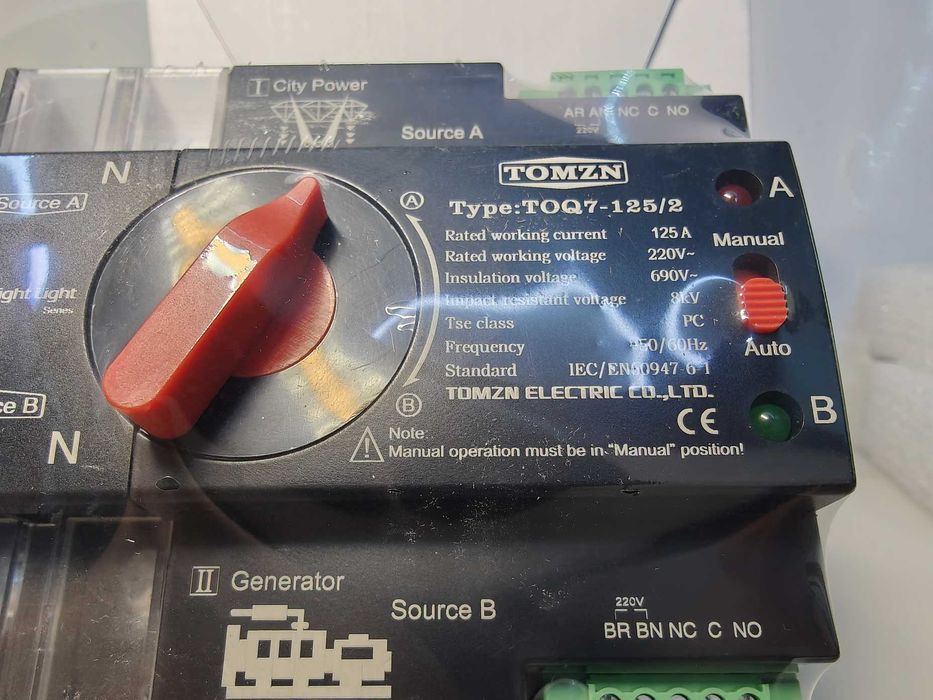 I City Power
Source A
AR AN NC C NO
220V
N
Source A
TOMZN
Type:TOQ7-125/2
Rated working current 125A
Rated working voltage 220V~
Insulation voltage 690V~
Impact resistant voltage 8kV
Tse class PC
Frequency 50/60Hz
Standard IEC/EN60947-6-1
TOMZN ELECTRIC CO.,LTD.
CE
A
Manual
Auto
B
A
B
Light
Series
B
N
Note:
Manual operation must be in "Manual" position!
II Generator
Source B
220V
BR BN NC C NO